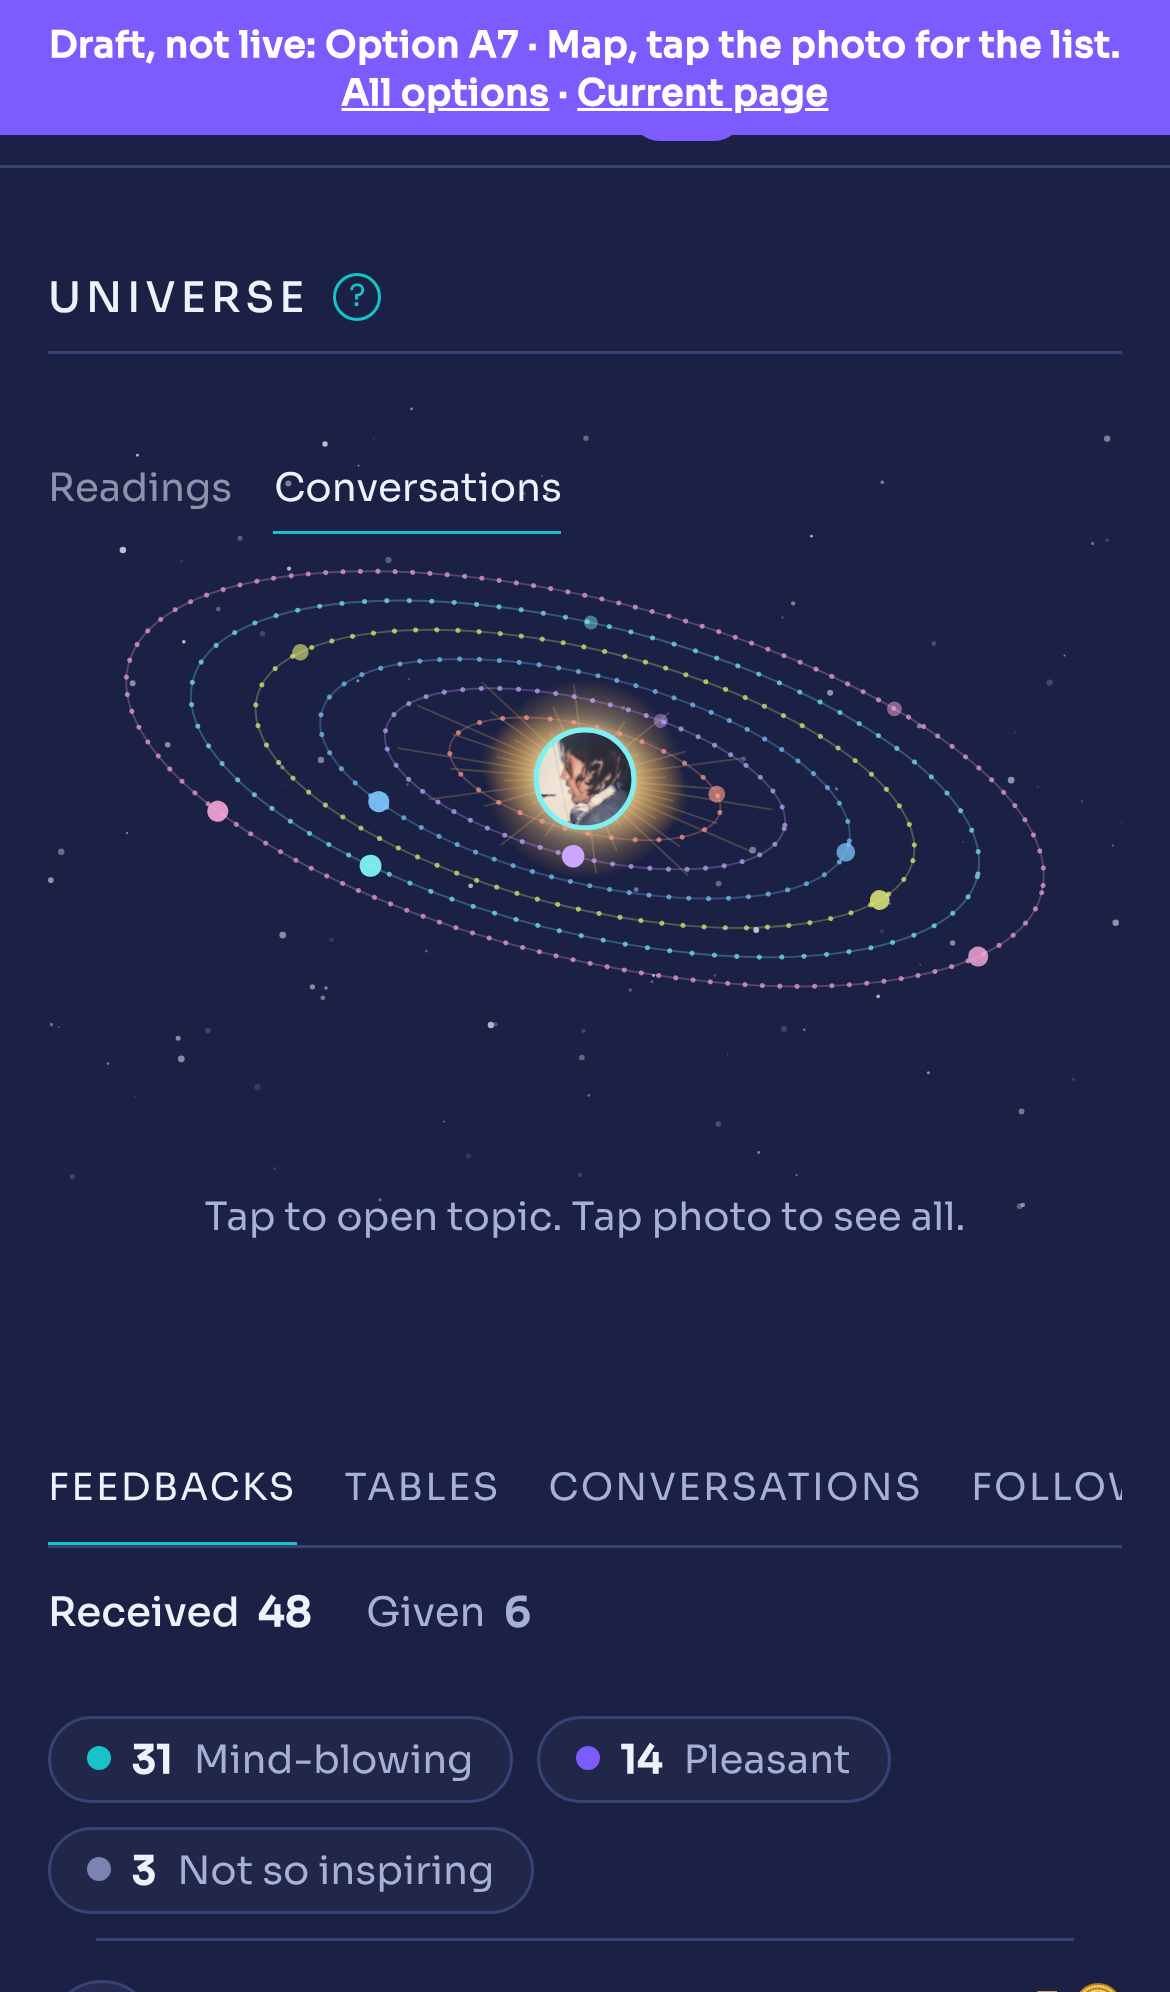 Draft, not live: Option A7 · Map, tap the photo for the list.
All options · Current page
UNIVERSE ?
Readings Conversations
Tap to open topic. Tap photo to see all.
FEEDBACKS TABLES CONVERSATIONS
Received 48 Given 6
31 Mind-blowing 14 Pleasant
3 Not so inspiring